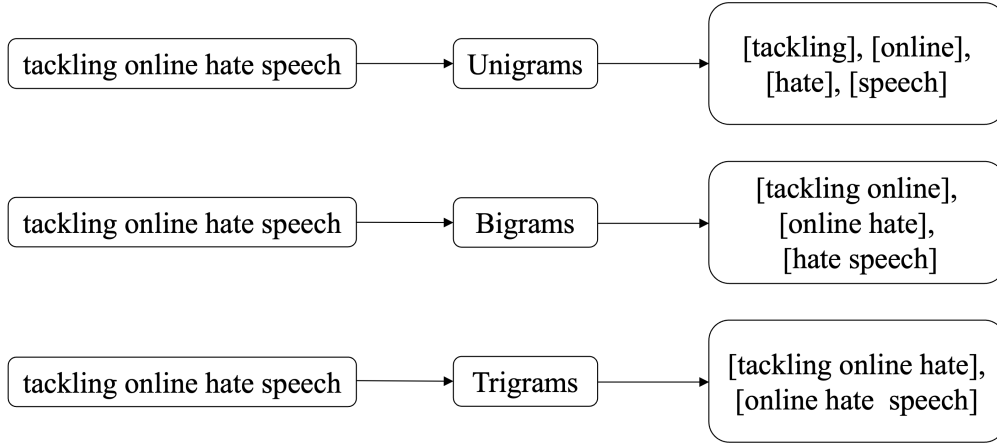 tackling online hate speech
Unigrams
[tackling], [online],
[hate], [speech]
tackling online hate speech
Bigrams
[tackling online],
[online hate],
[hate speech]
tackling online hate speech
Trigrams
[tackling online hate],
[online hate  speech]